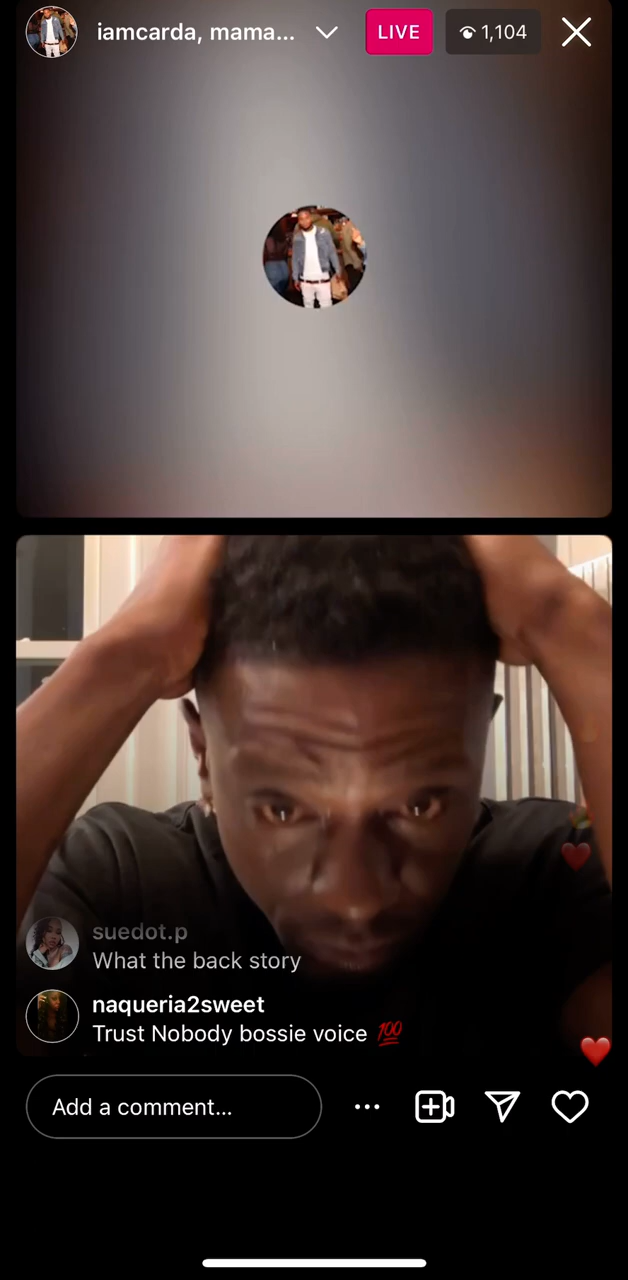 iamcarda, mama...
LIVE
1,104
suedot.p
What the back story
naqueria2sweet
Trust Nobody bossie voice 💯
Add a comment...